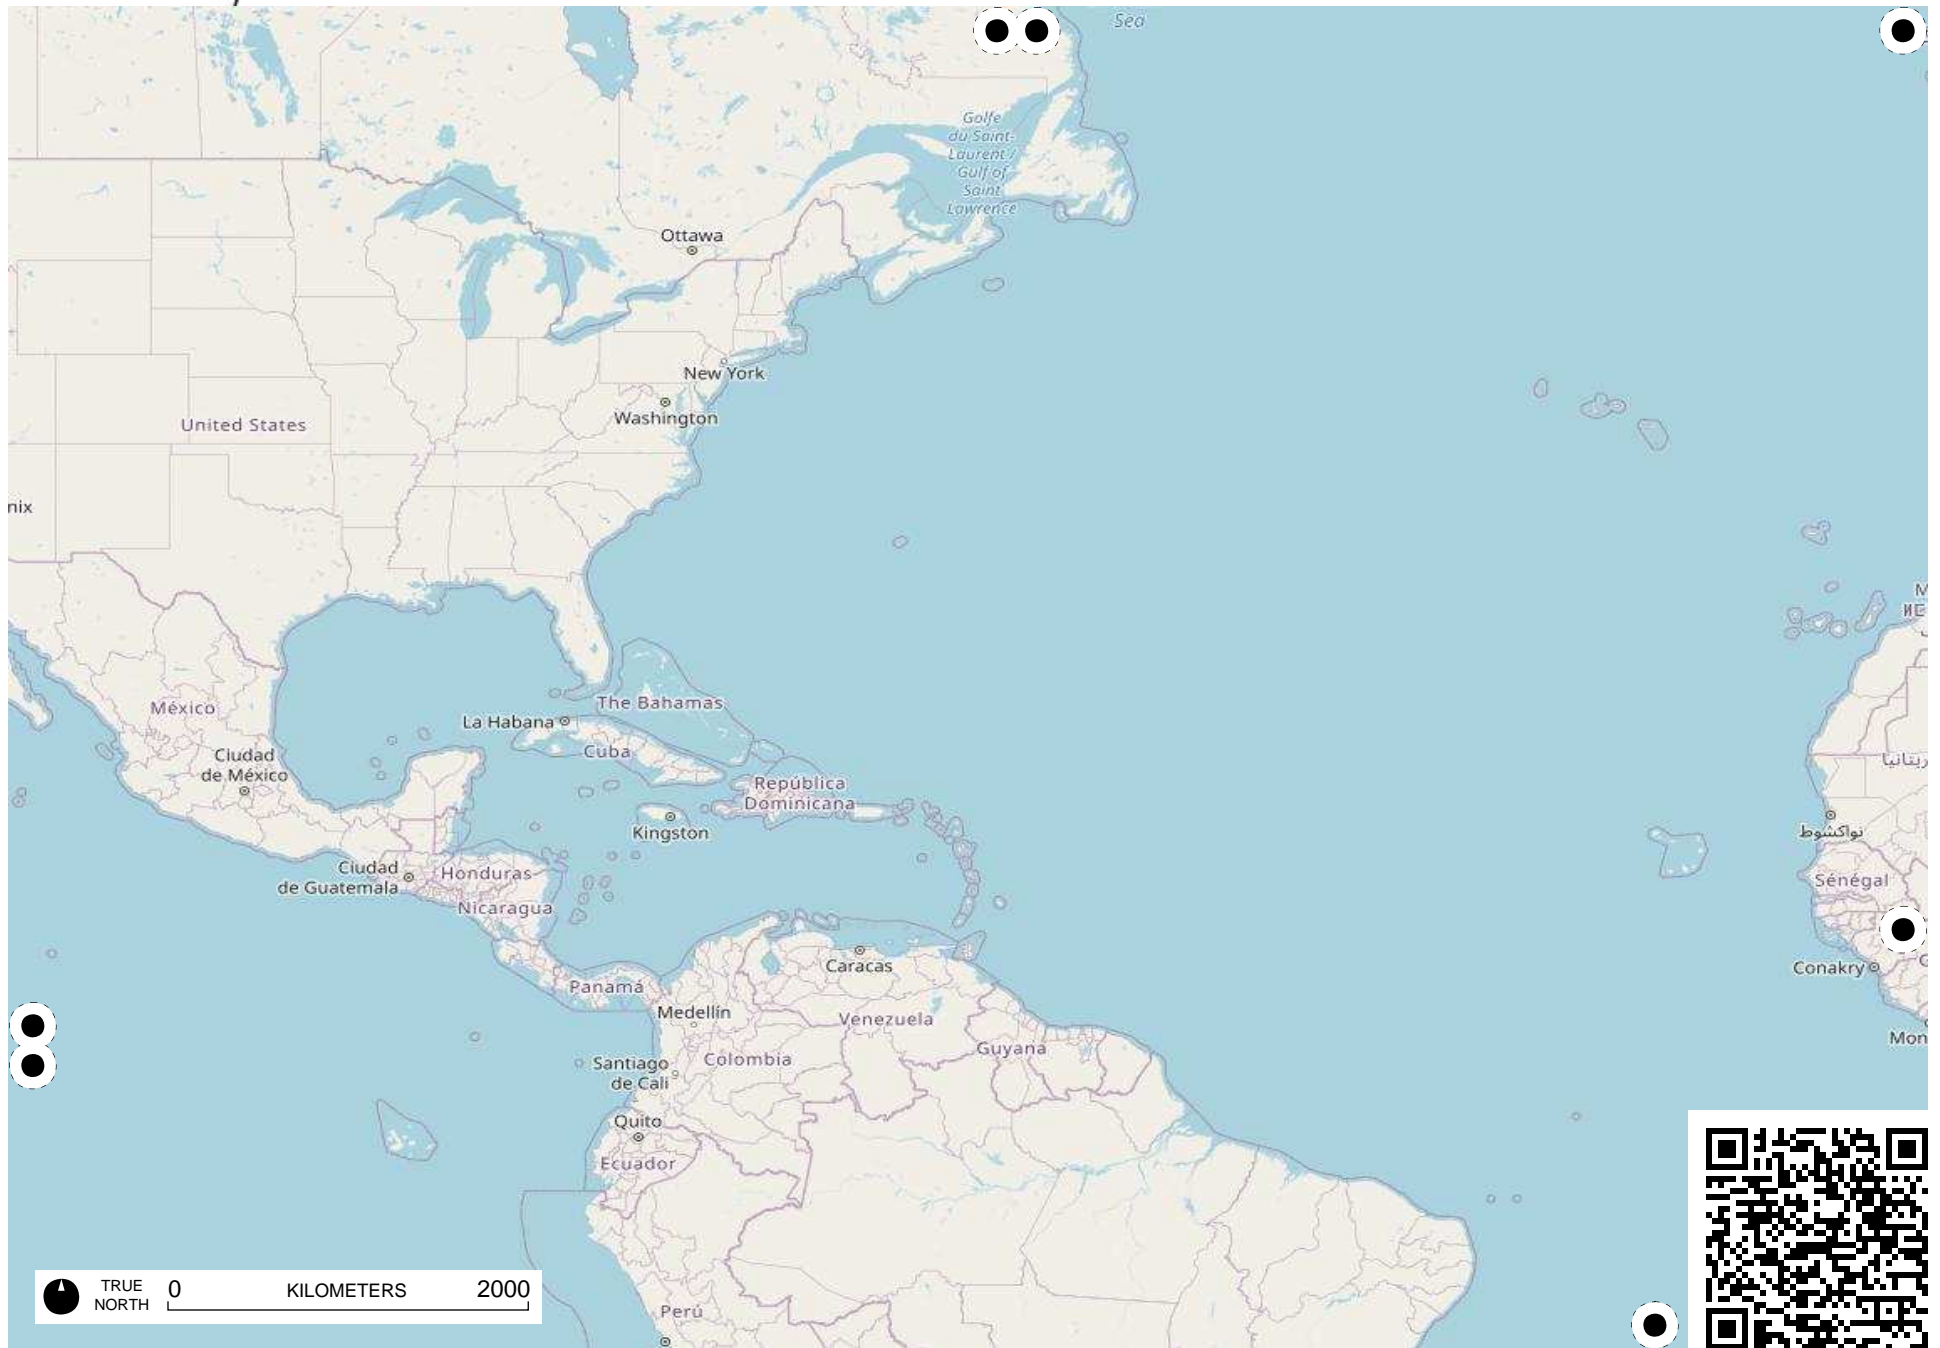 Sea
Golfe
du Saint-
Laurent /
Gulf of
Saint
Lawrence
Ottawa
New York
Washington
United States
nix
México
Ciudad
de México
La Habana
The Bahamas
Cuba
República
Dominicana
Kingston
Ciudad
de Guatemala
Honduras
Nicaragua
Panamá
Caracas
Medellín
Venezuela
Guyana
Santiago
de Cali
Colombia
Quito
Ecuador
Perú
نواكشوط
Sénégal
Conakry
Mon
TRUE
NORTH
0 KILOMETERS 2000